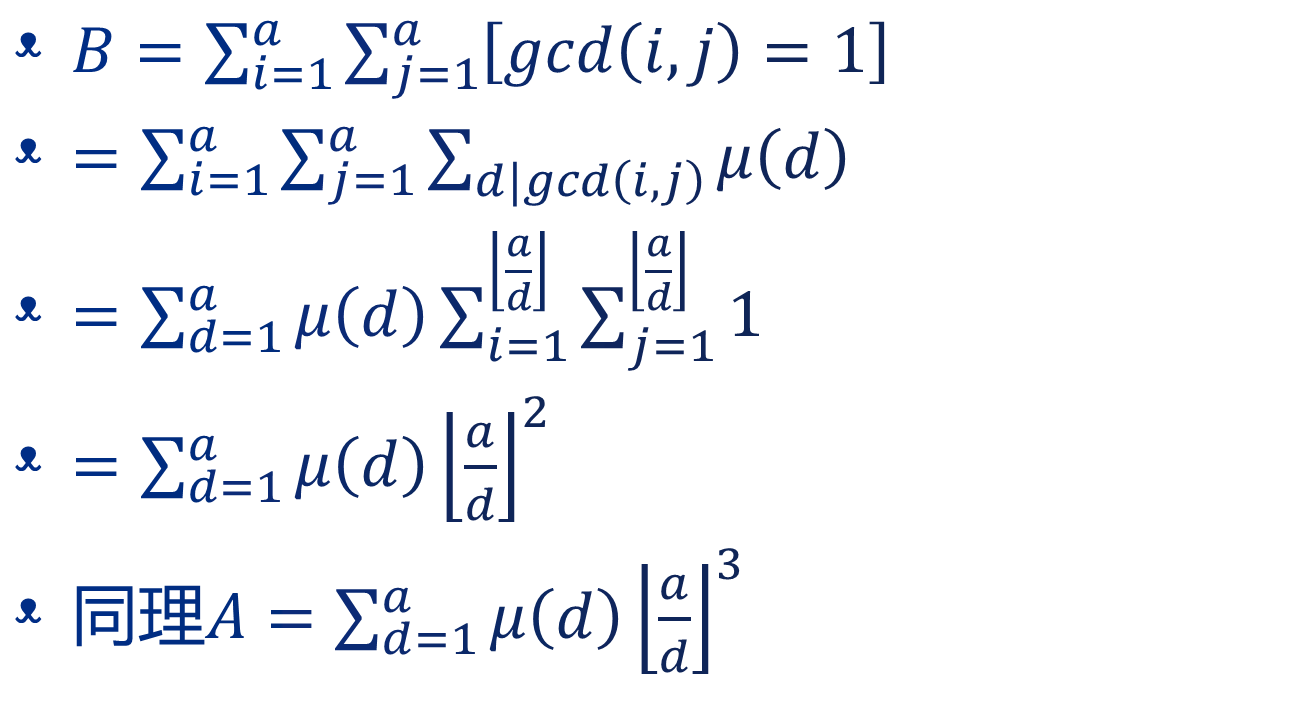 B = ∑_{i=1}^{a} ∑_{j=1}^{a} [gcd(i, j) = 1]
= ∑_{i=1}^{a} ∑_{j=1}^{a} ∑_{d|gcd(i,j)} μ(d)
= ∑_{d=1}^{a} μ(d) ∑_{i=1}^{⌊a/d⌋} ∑_{j=1}^{⌊a/d⌋} 1
= ∑_{d=1}^{a} μ(d) ⌊a/d⌋^2
同理A = ∑_{d=1}^{a} μ(d) ⌊a/d⌋^3